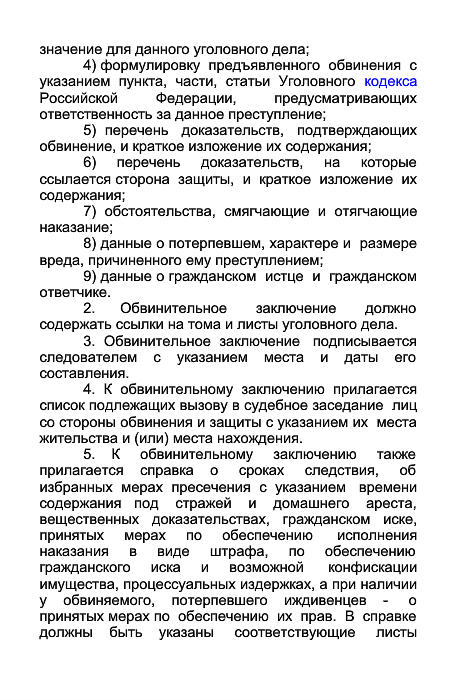 значение для данного уголовного дела;
4) формулировку предъявленного обвинения с
указанием пункта, части, статьи Уголовного кодекса
Российской Федерации, предусматривающих
ответственность за данное преступление;
5) перечень доказательств, подтверждающих
обвинение, и краткое изложение их содержания;
6) перечень доказательств, на которые
ссылается сторона защиты, и краткое изложение их
содержания;
7) обстоятельства, смягчающие и отягчающие
наказание;
8) данные о потерпевшем, характере и размере
вреда, причиненного ему преступлением;
9) данные о гражданском истце и гражданском
ответчике.
2. Обвинительное заключение должно
содержать ссылки на тома и листы уголовного дела.
3. Обвинительное заключение подписывается
следователем с указанием места и даты его
составления.
4. К обвинительному заключению прилагается
список подлежащих вызову в судебное заседание лиц
со стороны обвинения и защиты с указанием их места
жительства и (или) места нахождения.
5. К обвинительному заключению также
прилагается справка о сроках следствия, об
избранных мерах пресечения с указанием времени
содержания под стражей и домашнего ареста,
вещественных доказательствах, гражданском иске,
принятых мерах по обеспечению исполнения
наказания в виде штрафа, по обеспечению
гражданского иска и возможной конфискации
имущества, процессуальных издержках, а при наличии
у обвиняемого, потерпевшего иждивенцев - о
принятых мерах по обеспечению их прав. В справке
должны быть указаны соответствующие листы